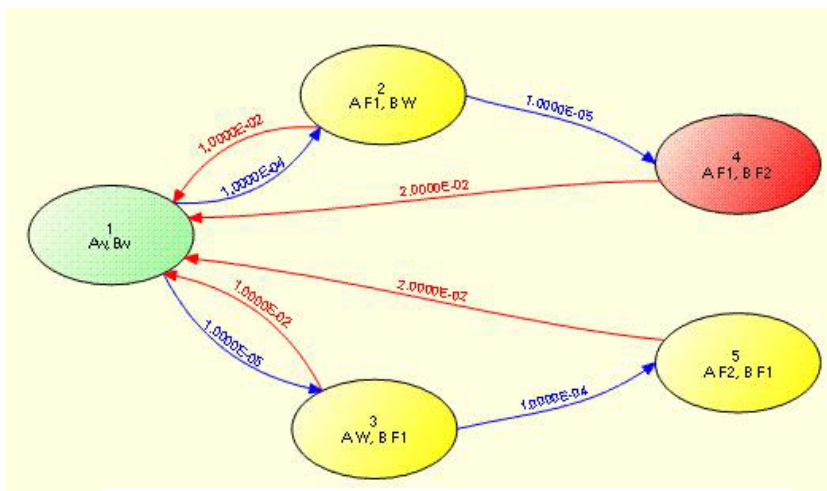 2
A F1, B W
1.0000E-05
1.0000E-02
1.0000E-04
4
A F1, B F2
2.0000E-02
1
Aw,Bw
2.0000E-02
1.0000E-02
1.0000E-05
5
A F2, B F1
1.0000E-04
3
A W, B F1